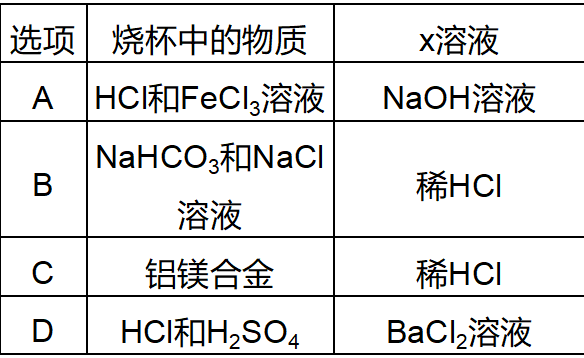 选项 烧杯中的物质 x溶液
A HCl和FeCl₃溶液 NaOH溶液
B NaHCO₃和NaCl溶液 稀HCl
C 铝镁合金 稀HCl
D HCl和H₂SO₄ BaCl₂溶液